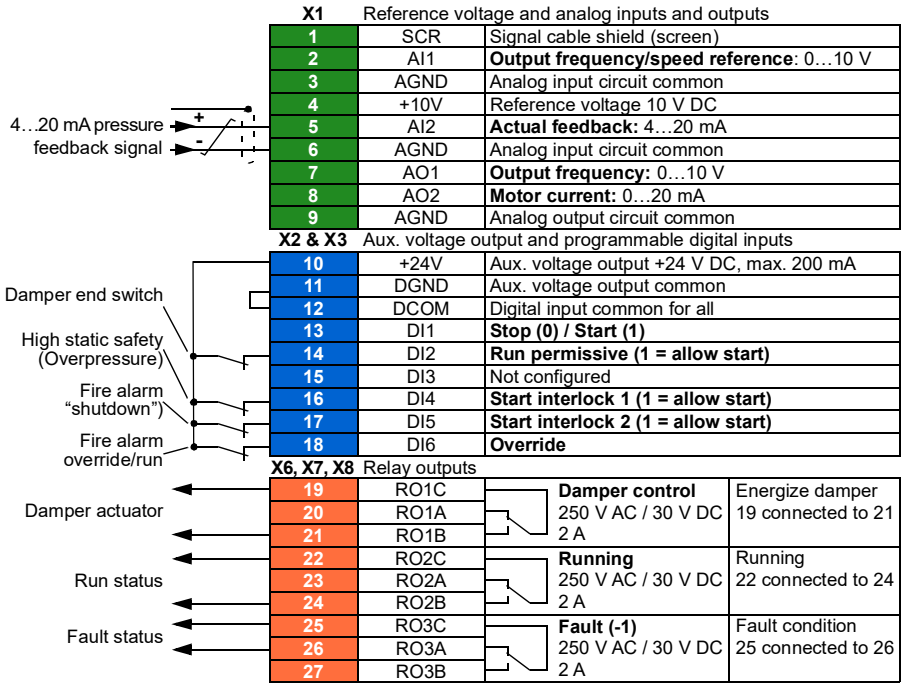 X1 Reference voltage and analog inputs and outputs
1 SCR Signal cable shield (screen)
2 AI1 Output frequency/speed reference: 0…10 V
3 AGND Analog input circuit common
4 +10V Reference voltage 10 V DC
4…20 mA pressure + 5 AI2 Actual feedback: 4…20 mA
feedback signal - 6 AGND Analog input circuit common
7 AO1 Output frequency: 0…10 V
8 AO2 Motor current: 0…20 mA
9 AGND Analog output circuit common
X2 & X3 Aux. voltage output and programmable digital inputs
10 +24V Aux. voltage output +24 V DC, max. 200 mA
Damper end switch 11 DGND Aux. voltage output common
12 DCOM Digital input common for all
High static safety 13 DI1 Stop (0) / Start (1)
(Overpressure) 14 DI2 Run permissive (1 = allow start)
15 DI3 Not configured
Fire alarm 16 DI4 Start interlock 1 (1 = allow start)
“shutdown”) 17 DI5 Start interlock 2 (1 = allow start)
Fire alarm 18 DI6 Override
override/run
X6, X7, X8 Relay outputs
19 RO1C Damper control Energize damper
Damper actuator 20 RO1A 250 V AC / 30 V DC 19 connected to 21
21 RO1B 2 A
22 RO2C Running Running
Run status 23 RO2A 250 V AC / 30 V DC 22 connected to 24
24 RO2B 2 A
25 RO3C Fault (-1) Fault condition
Fault status 26 RO3A 250 V AC / 30 V DC 25 connected to 26
27 RO3B 2 A